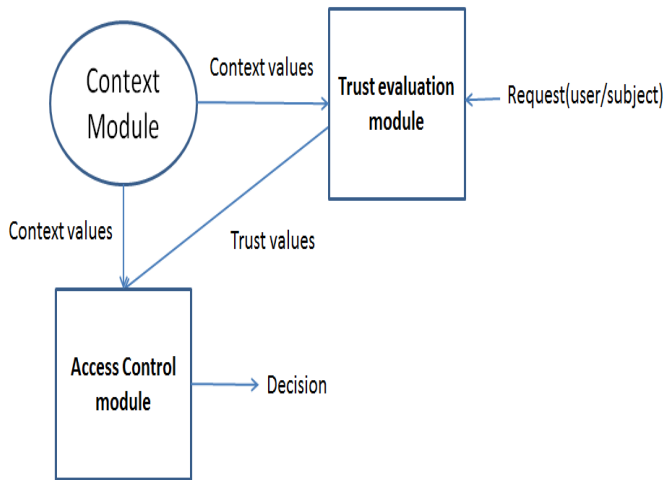 Context
Module
Context values
Trust evaluation
module
Request(user/subject)
Context values
Trust values
Access Control
module
Decision